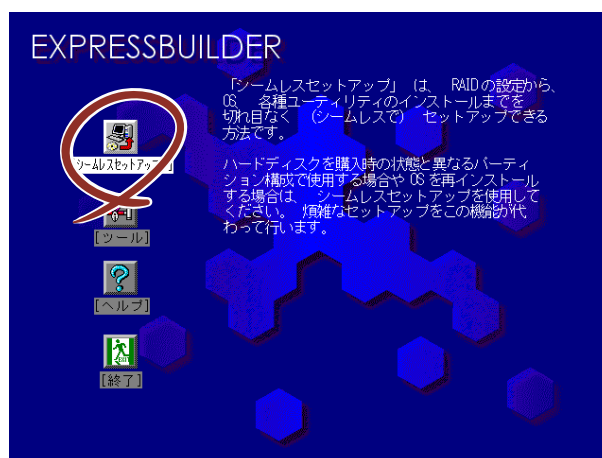 EXPRESSBUILDER
「シームレスセットアップ」 は、 RAIDの設定から、
OS、 各種ユーティリティのインストールまでを
切れ目なく (シームレスで) セットアップできる
方法です。
ハードディスクを購入時の状態と異なるパーティ
ション構成で使用する場合や OS を再インストール
する場合は、 シームレスセットアップを使用して
ください。 煩雑なセットアップをこの機能が代
わって行います。
シームレスセットアップ
[ツール]
[ヘルプ]
EXIT
[終了]